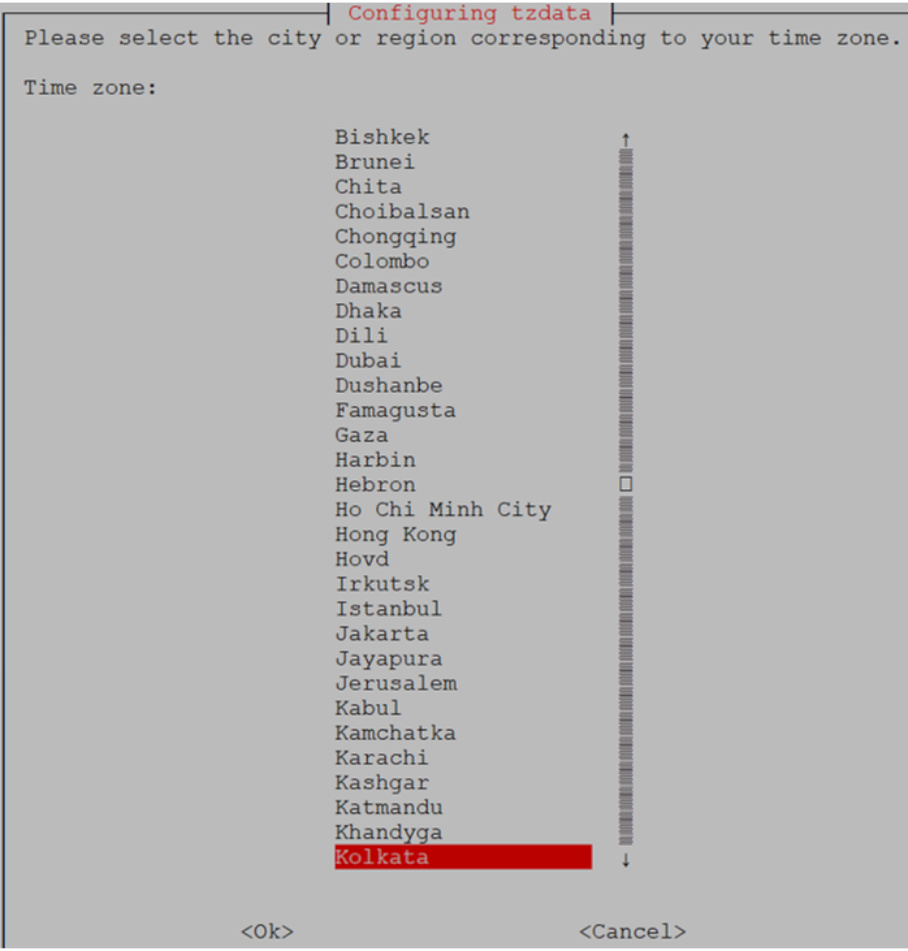 Configuring tzdata
Please select the city or region corresponding to your time zone.
Time zone:
Bishkek
Brunei
Chita
Choibalsan
Chongqing
Colombo
Damascus
Dhaka
Dili
Dubai
Dushanbe
Famagusta
Gaza
Harbin
Hebron
Ho Chi Minh City
Hong Kong
Hovd
Irkutsk
Istanbul
Jakarta
Jayapura
Jerusalem
Kabul
Kamchatka
Karachi
Kashgar
Katmandu
Khandyga
Kolkata
<Ok> <Cancel>